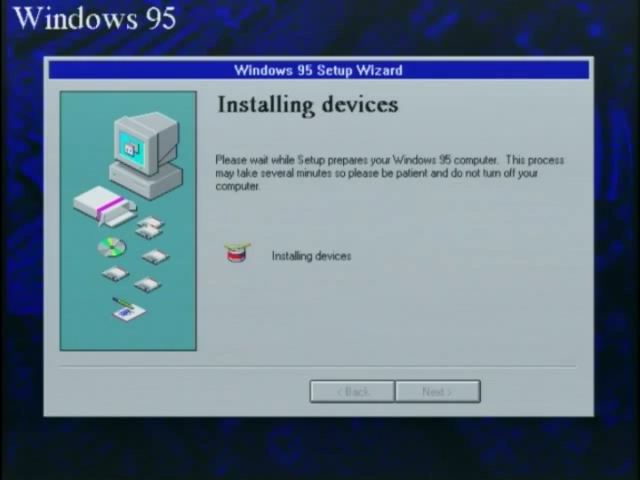 Windows 95
Windows 95 Setup Wizard
Installing devices
Please wait while Setup prepares your Windows 95 computer. This process
may take several minutes so please be patient and do not turn off your
computer.
Installing devices
< Back
Next >